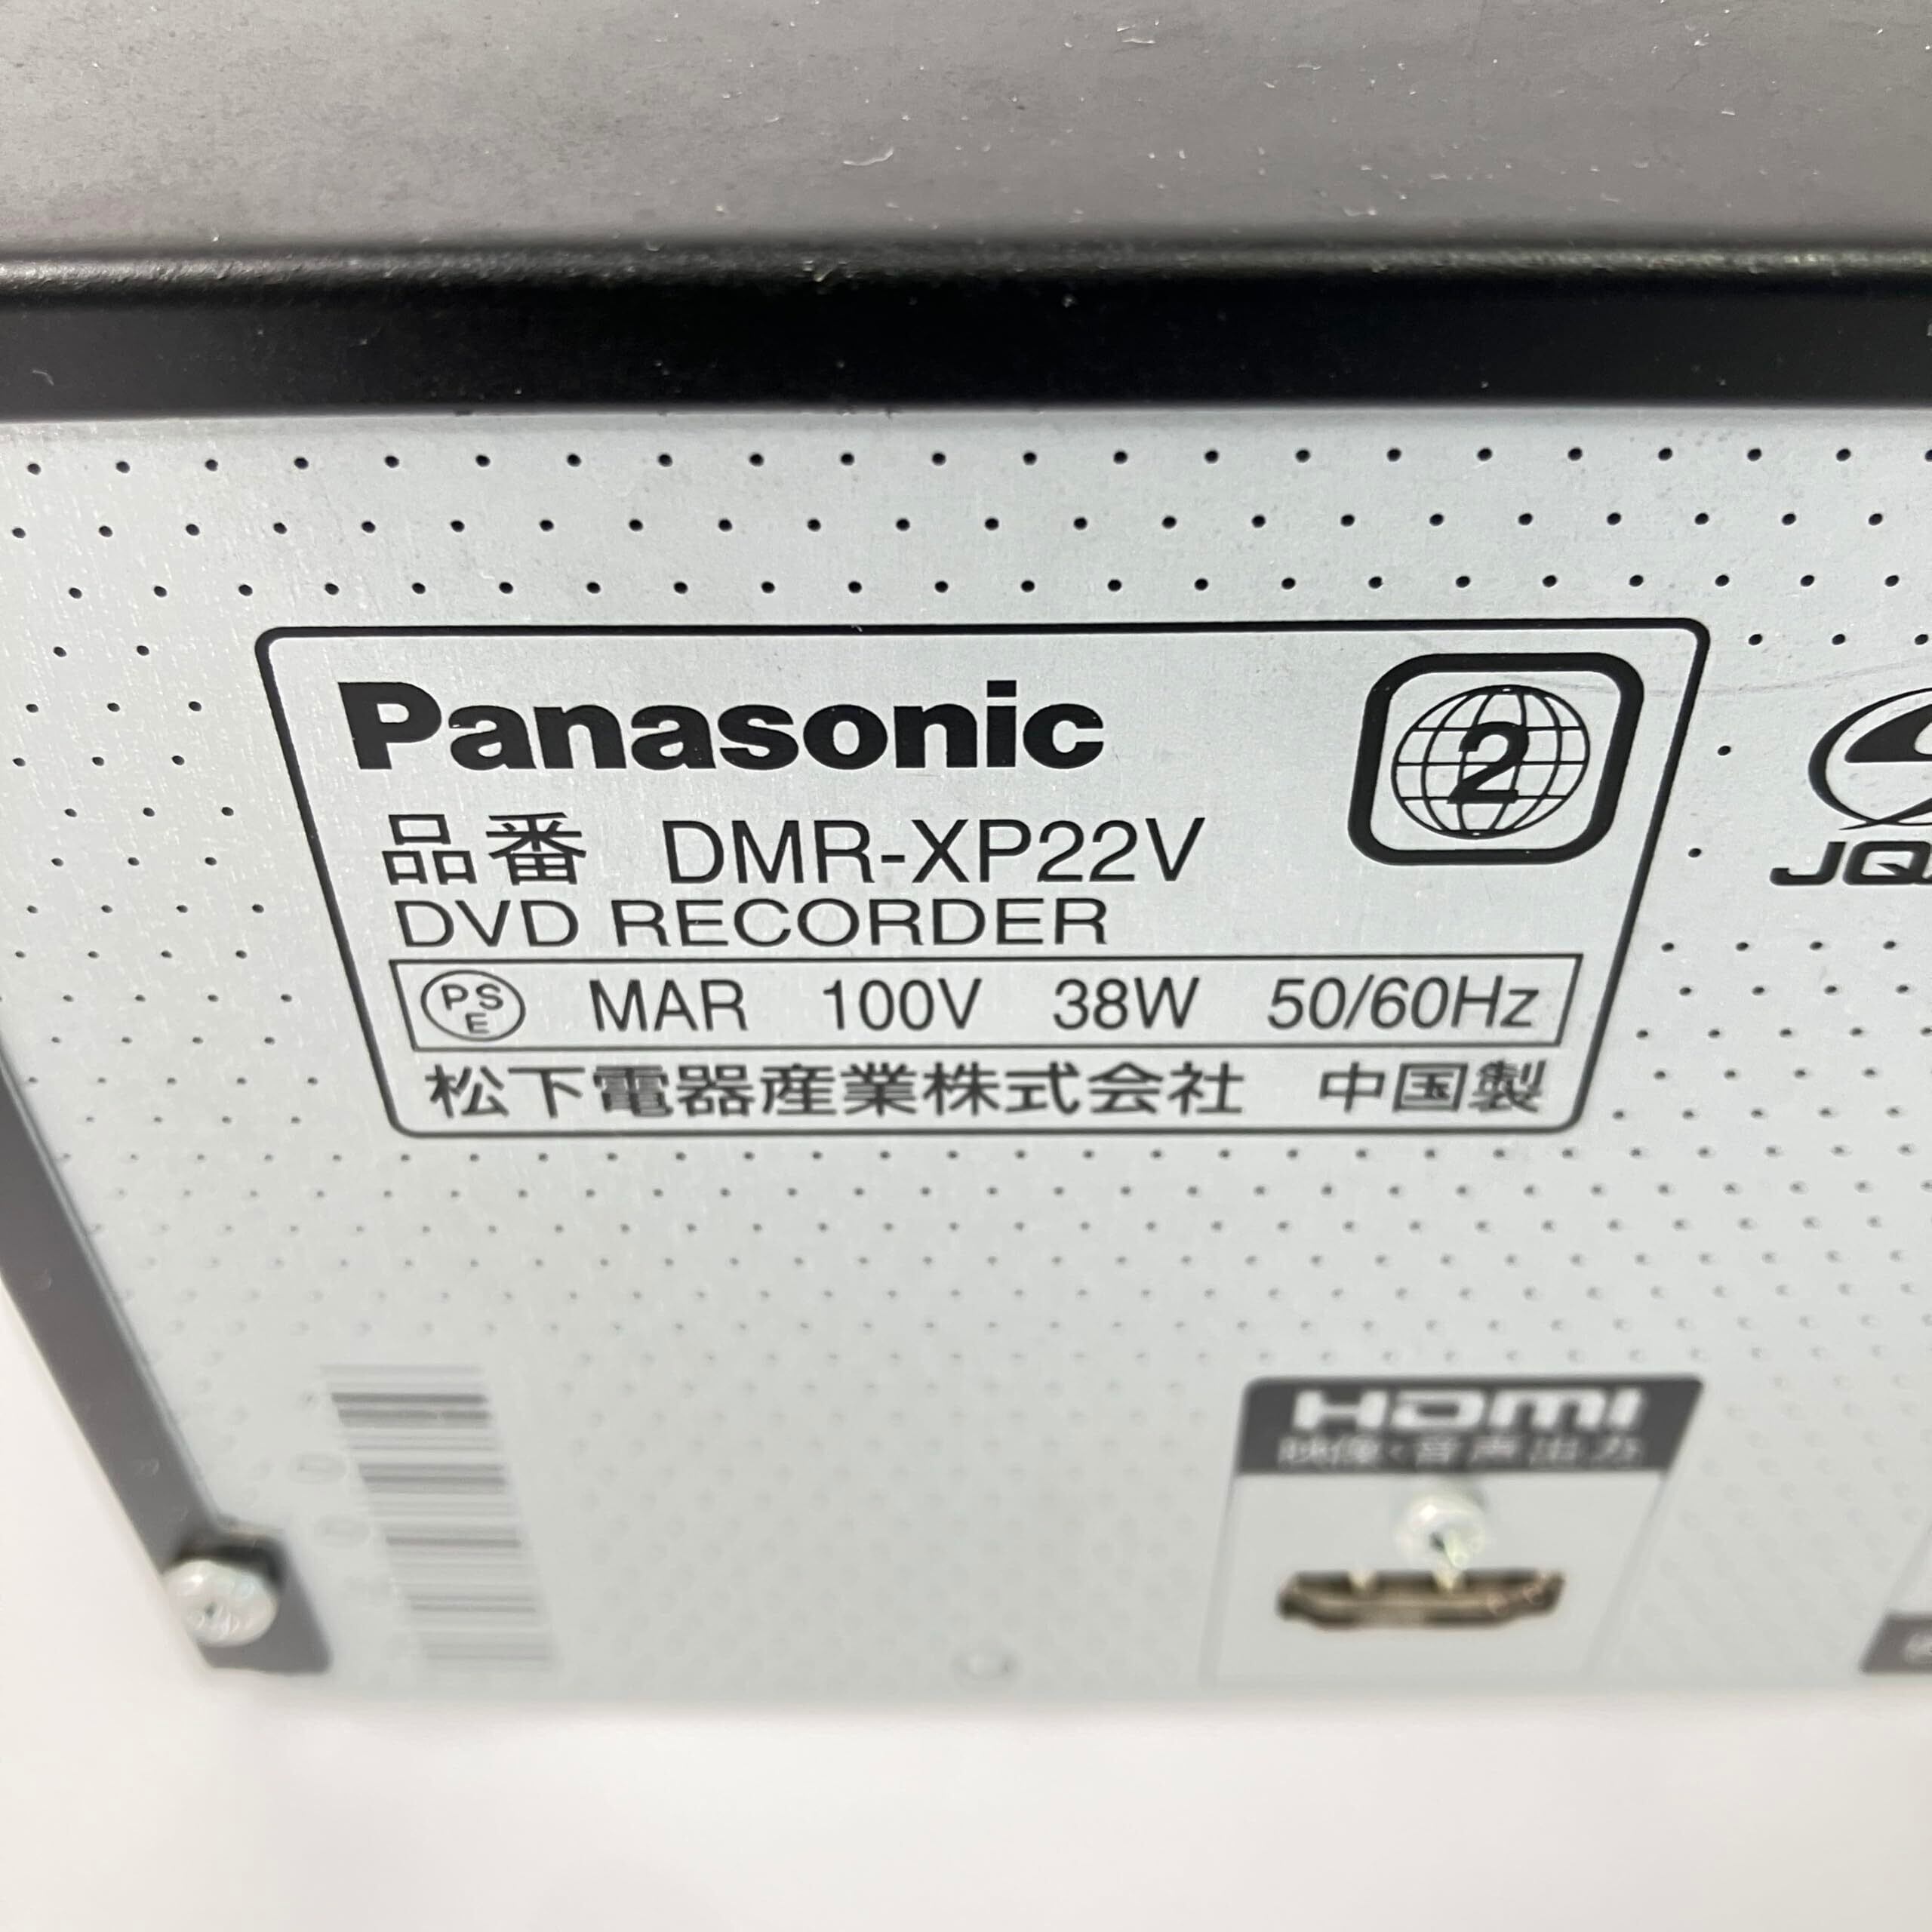 Panasonic
2
品番 DMR-XP22V
DVD RECORDER
PSE MAR 100V 38W 50/60Hz
松下電器産業株式会社 中国製
JQA
HDMI
映像・音声出力